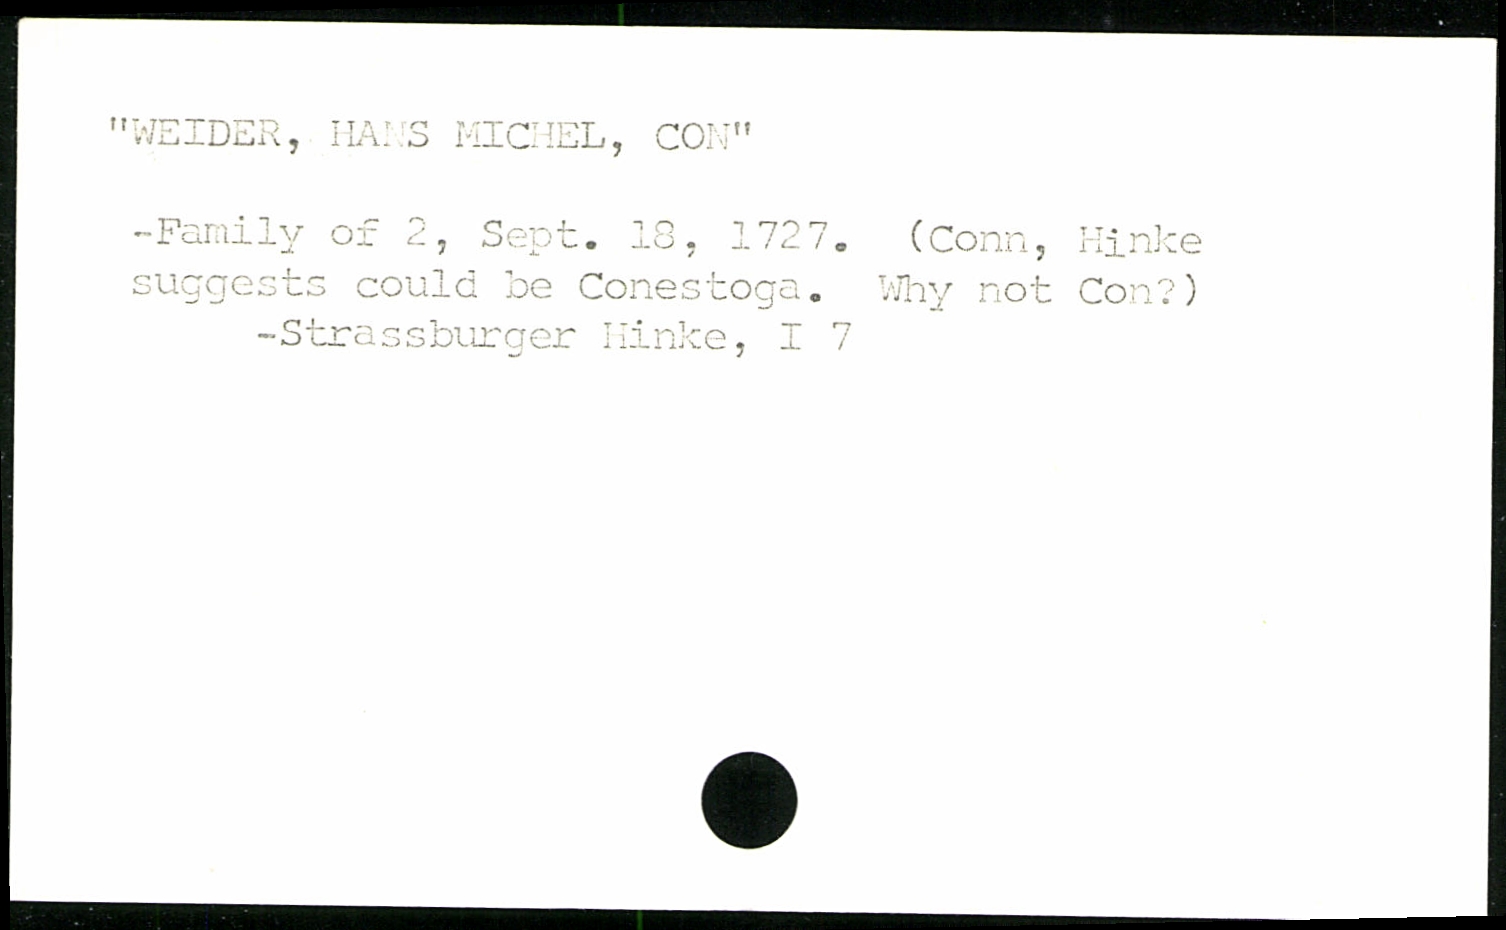 "WEIDER, HANS MICHEL, CON"
-Family of 2, Sept. 18, 1727. (Conn, Hinke
suggests could be Conestoga. Why not Con?)
-Strassburger Hinke, I 7